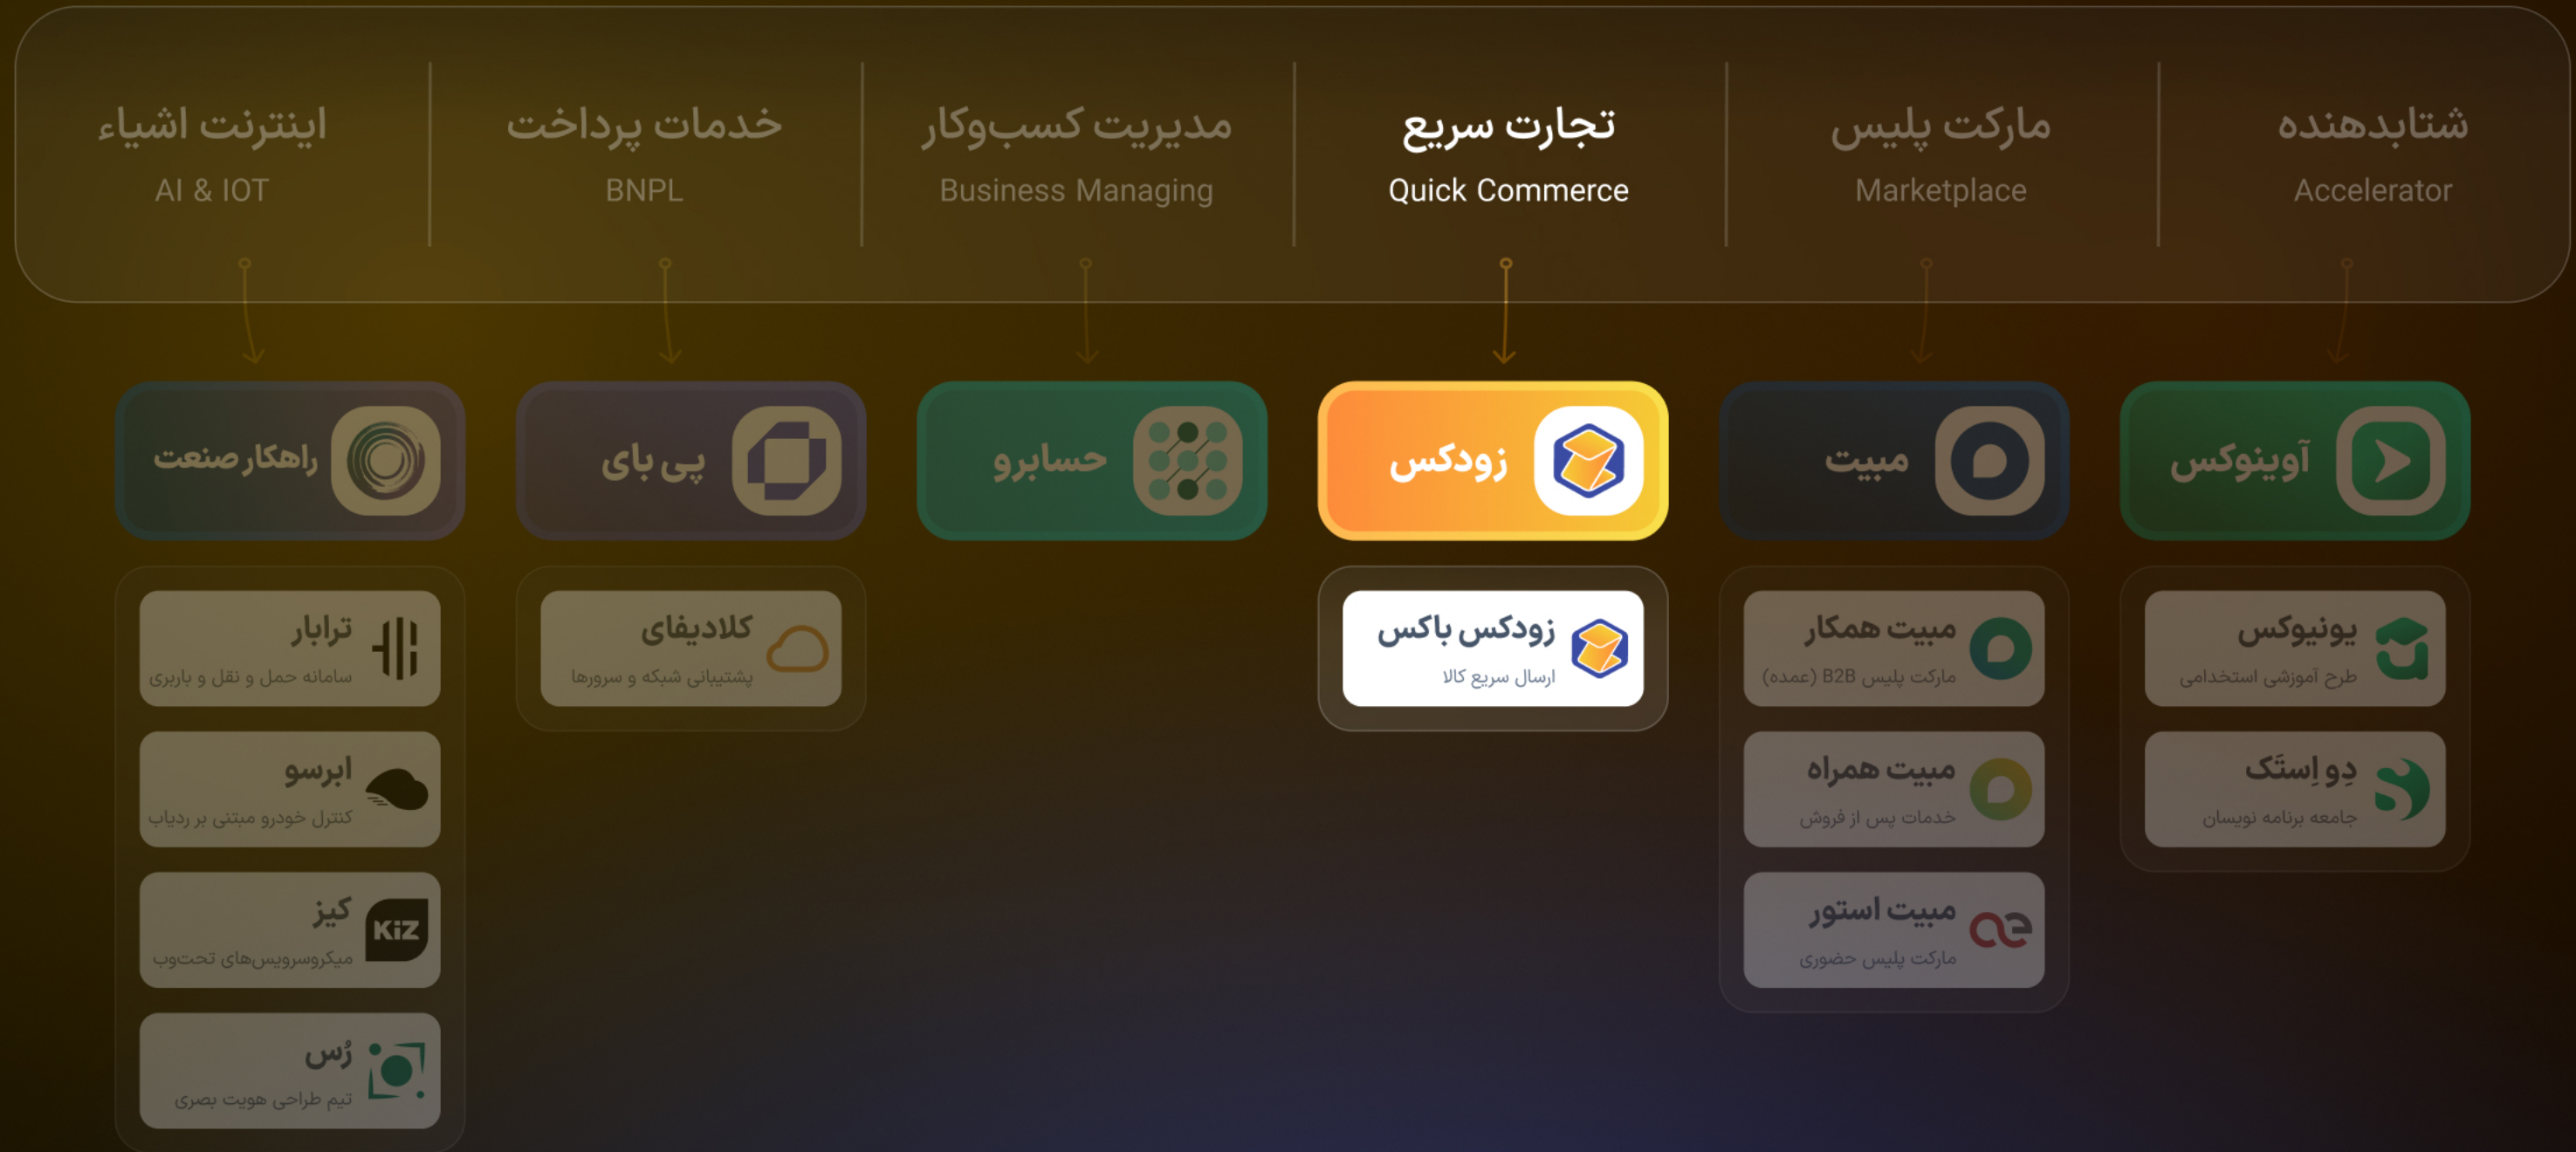 شتابدهنده
Accelerator
مارکت پلیس
Marketplace
تجارت سریع
Quick Commerce
مدیریت کسب‌وکار
Business Managing
خدمات پرداخت
BNPL
اینترنت اشیاء
AI & IOT
آوینوکس
مبیت
زودکس
حسابرو
پی بای
راهکار صنعت
یونیوکس
طرح آموزشی استخدامی
دِو اِستَک
جامعه برنامه نویسان
مبیت همکار
مارکت پلیس B2B (عمده)
مبیت همراه
خدمات پس از فروش
مبیت استور
مارکت پلیس حضوری
زودکس باکس
ارسال سریع کالا
کلادیفای
پشتیبانی شبکه و سرورها
ترابار
سامانه حمل و نقل و باربری
ابرسو
کنترل خودرو مبتنی بر ردیاب
KiZ
کیز
میکروسرویس‌های تحت‌وب
رُس
تیم طراحی هویت بصری